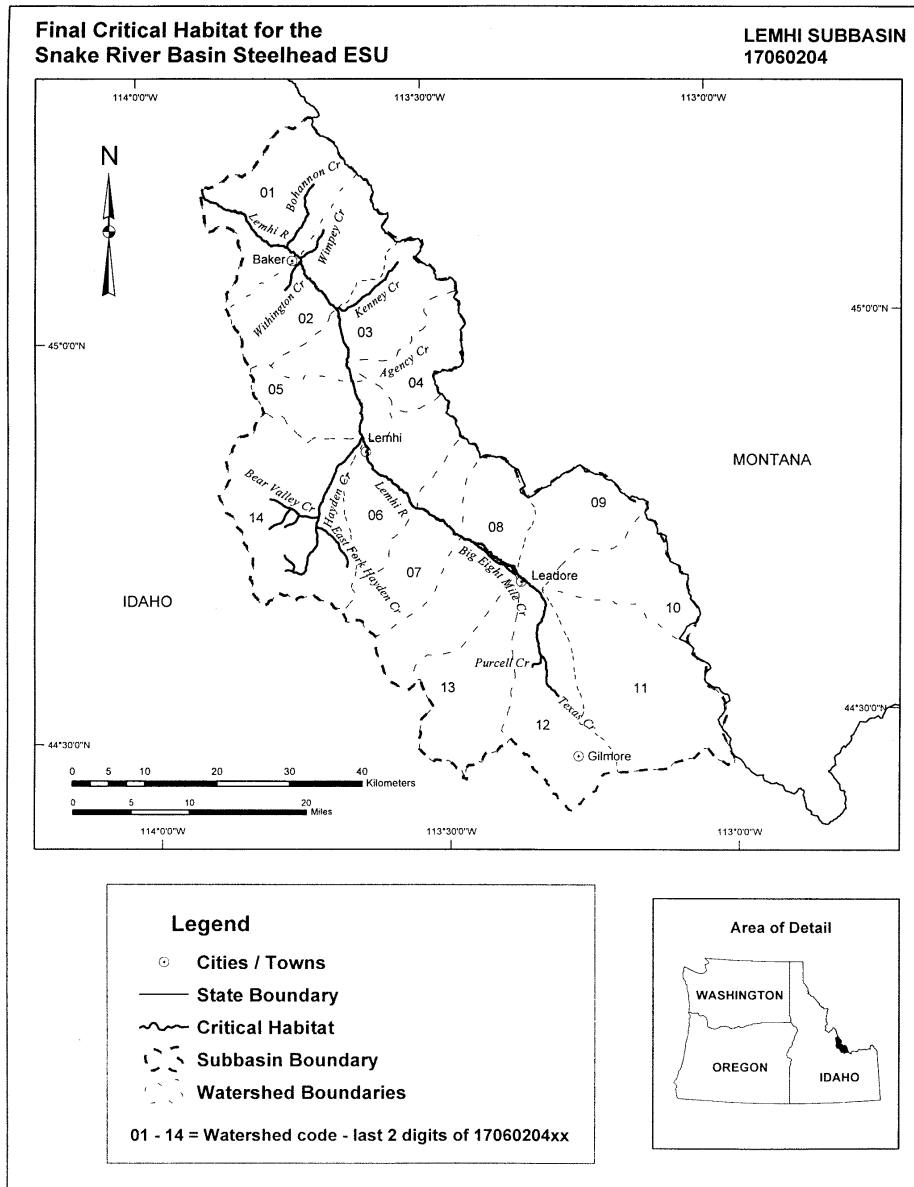 Final Critical Habitat for the
Snake River Basin Steelhead ESU
LEMHI SUBBASIN
17060204
114°0'0"W
113°30'0"W
113°0'0"W
N
01
Bohannon Cr
Lemhi R
Wimpey Cr
Baker
Withington Cr
02
Kenney Cr
03
45°0'0"N
45°0'0"N
Agency Cr
04
05
Lemhi
MONTANA
Bear Valley Cr
Hayden Cr
Lemhi R
14
06
08
09
East Fork Hayden Cr
07
Big Eight Mile Cr
Leadore
IDAHO
10
Purcell Cr
13
11
Texas Cr
12
44°30'0"N
44°30'0"N
Gilmore
0 5 10 20 30 40
Kilometers
0 5 10 20
Miles
114°0'0"W
113°30'0"W
113°0'0"W
Legend
Cities / Towns
State Boundary
Critical Habitat
Subbasin Boundary
Watershed Boundaries
01 - 14 = Watershed code - last 2 digits of 17060204xx
Area of Detail
WASHINGTON
OREGON
IDAHO